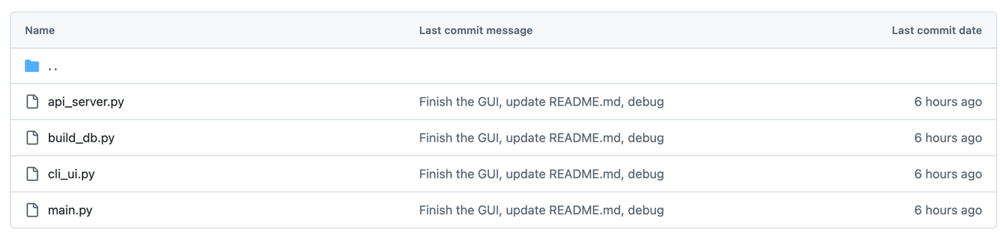 Name Last commit message Last commit date
..
api_server.py Finish the GUI, update README.md, debug 6 hours ago
build_db.py Finish the GUI, update README.md, debug 6 hours ago
cli_ui.py Finish the GUI, update README.md, debug 6 hours ago
main.py Finish the GUI, update README.md, debug 6 hours ago